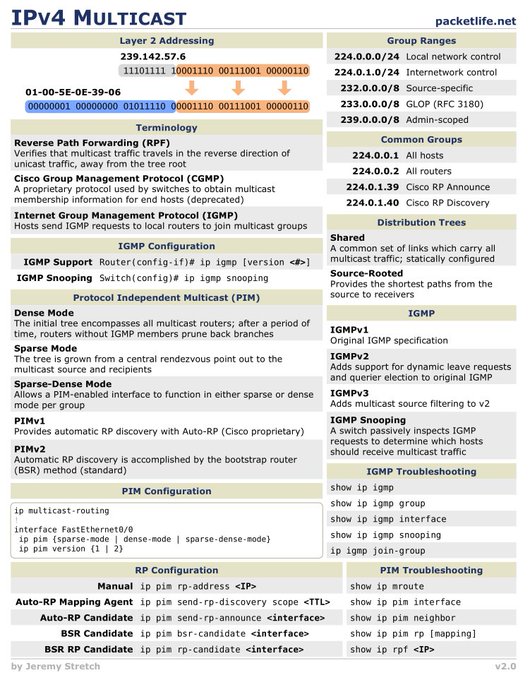 IPv4 Multicast
packetlife.net
Layer 2 Addressing
239.142.57.6
11101111 10001110 00111001 00000110
01-00-5E-0E-39-06
00000001 00000000 01011110 00001110 00111001 00000110
Terminology
Reverse Path Forwarding (RPF)
Verifies that multicast traffic travels in the reverse direction of
unicast traffic, away from the tree root
Cisco Group Management Protocol (CGMP)
A proprietary protocol used by switches to obtain multicast
membership information for end hosts (deprecated)
Internet Group Management Protocol (IGMP)
Hosts send IGMP requests to local routers to join multicast groups
IGMP Configuration
IGMP Support Router(config-if)# ip igmp [version <#>]
IGMP Snooping Switch(config)# ip igmp snooping
Protocol Independent Multicast (PIM)
Dense Mode
The initial tree encompasses all multicast routers; after a period of
time, routers without IGMP members prune back branches
Sparse Mode
The tree is grown from a central rendezvous point out to the
multicast source and recipients
Sparse-Dense Mode
Allows a PIM-enabled interface to function in either sparse or dense
mode per group
PIMv1
Provides automatic RP discovery with Auto-RP (Cisco proprietary)
PIMv2
Automatic RP discovery is accomplished by the bootstrap router
(BSR) method (standard)
PIM Configuration
ip multicast-routing
!
interface FastEthernet0/0
ip pim {sparse-mode | dense-mode | sparse-dense-mode}
ip pim version {1 | 2}
Group Ranges
224.0.0.0/24 Local network control
224.0.1.0/24 Internetwork control
232.0.0.0/8 Source-specific
233.0.0.0/8 GLOP (RFC 3180)
239.0.0.0/8 Admin-scoped
Common Groups
224.0.0.1 All hosts
224.0.0.2 All routers
224.0.1.39 Cisco RP Announce
224.0.1.40 Cisco RP Discovery
Distribution Trees
Shared
A common set of links which carry all
multicast traffic; statically configured
Source-Rooted
Provides the shortest paths from the
source to receivers
IGMP
IGMPv1
Original IGMP specification
IGMPv2
Adds support for dynamic leave requests
and querier election to original IGMP
IGMPv3
Adds multicast source filtering to v2
IGMP Snooping
A switch passively inspects IGMP
requests to determine which hosts
should receive multicast traffic
IGMP Troubleshooting
show ip igmp
show ip igmp group
show ip igmp interface
show ip igmp snooping
ip igmp join-group
RP Configuration
Manual ip pim rp-address <IP>
Auto-RP Mapping Agent ip pim send-rp-discovery scope <TTL>
Auto-RP Candidate ip pim send-rp-announce <interface>
BSR Candidate ip pim bsr-candidate <interface>
BSR RP Candidate ip pim rp-candidate <interface>
PIM Troubleshooting
show ip mroute
show ip pim interface
show ip pim neighbor
show ip pim rp [mapping]
show ip rpf <IP>
by Jeremy Stretch
v2.0